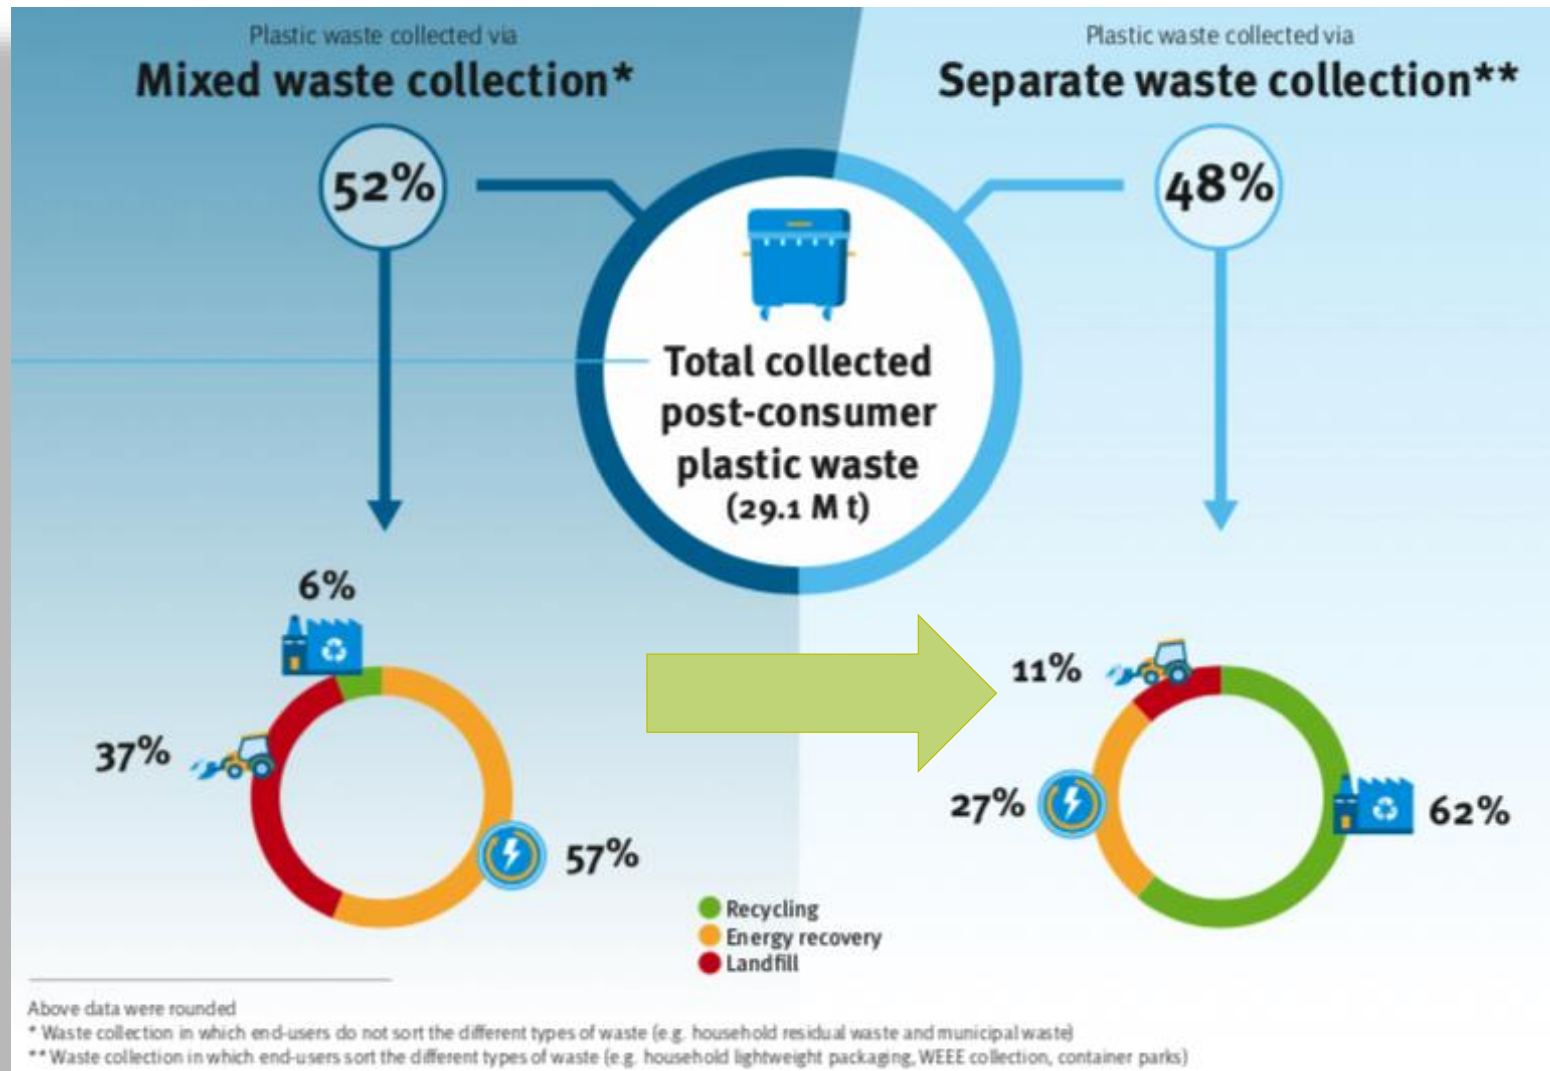 Plastic waste collected via
Mixed waste collection*
52%
Plastic waste collected via
Separate waste collection**
48%
Total collected
post-consumer
plastic waste
(29.1 M t)
6%
37%
57%
11%
27%
62%
Recycling
Energy recovery
Landfill
Above data were rounded
* Waste collection in which end-users do not sort the different types of waste (e.g. household residual waste and municipal waste)
** Waste collection in which end-users sort the different types of waste (e.g. household lightweight packaging, WEEE collection, container parks)